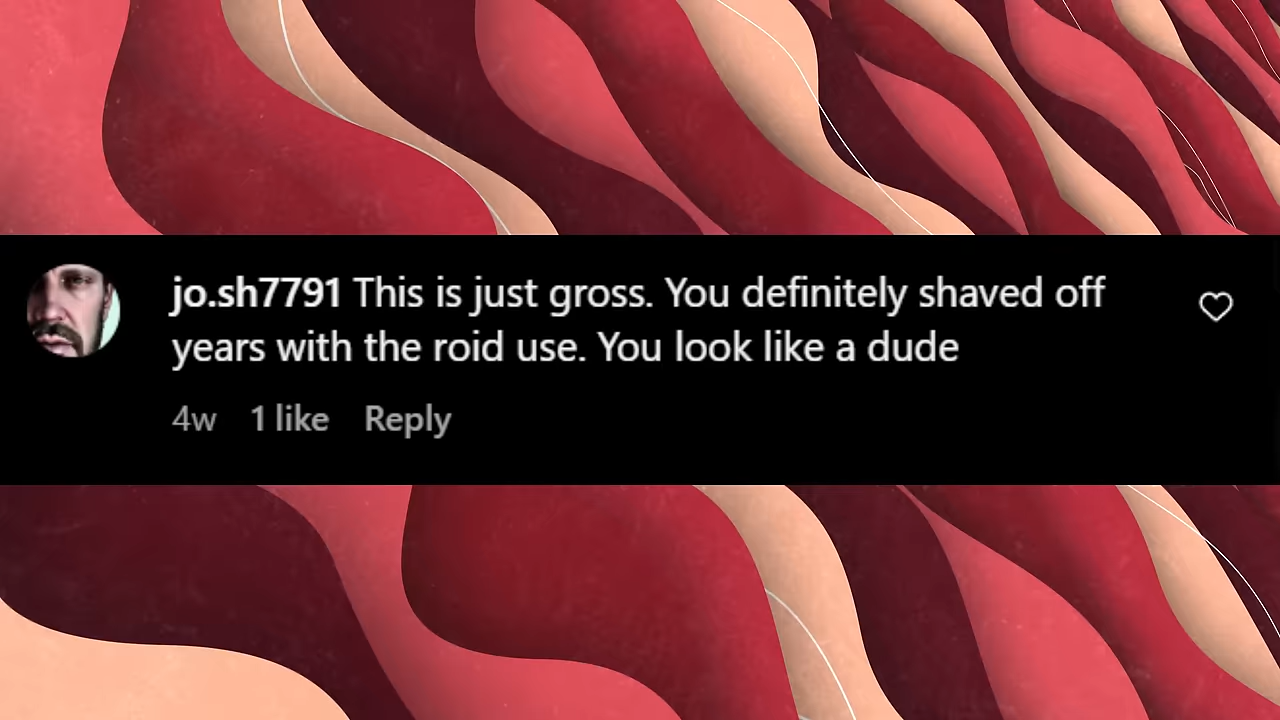 jo.sh7791 This is just gross. You definitely shaved off
years with the roid use. You look like a dude
4w 1 like Reply